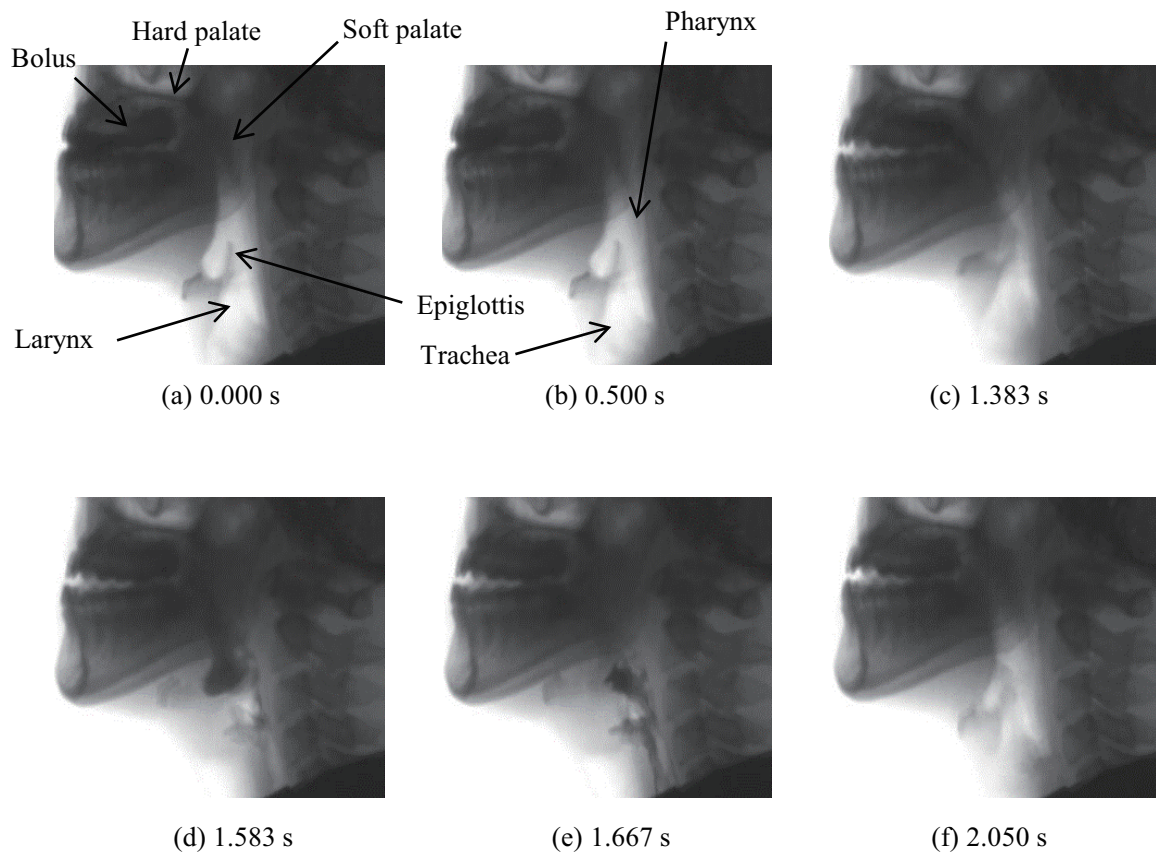 Hard palate
Soft palate
Pharynx
Bolus
Epiglottis
Larynx
Trachea
(a) 0.000 s
(b) 0.500 s
(c) 1.383 s
(d) 1.583 s
(e) 1.667 s
(f) 2.050 s